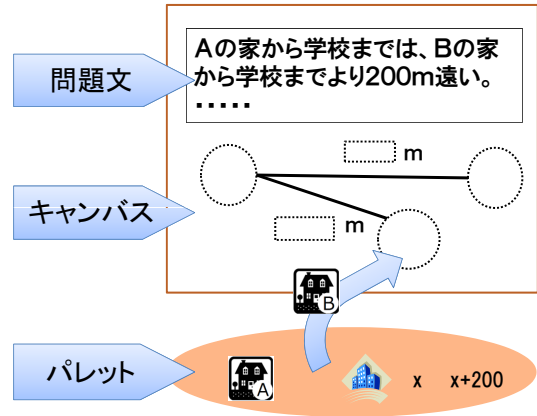 問題文
Aの家から学校までは、Bの家
から学校までより200m遠い。
・・・・・
キャンバス
m
m
B
パレット
A
x
x+200